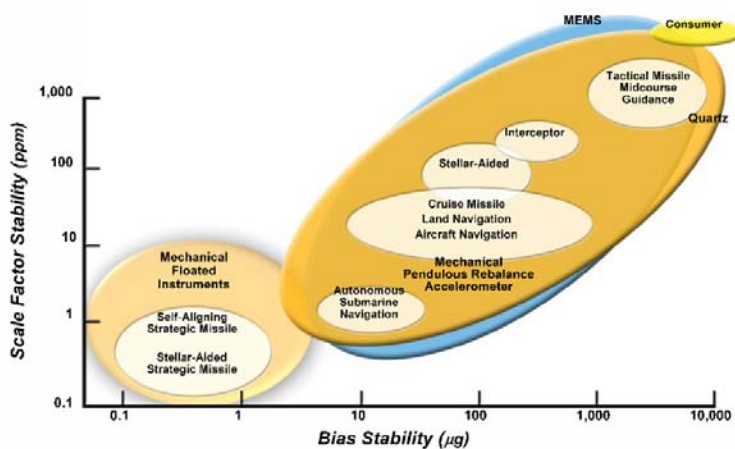 MEMS
Consumer
Tactical Missile
Midcourse
Guidance
Quartz
Interceptor
Stellar-Aided
Cruise Missile
Land Navigation
Aircraft Navigation
Mechanical
Pendulous Rebalance
Accelerometer
Autonomous
Submarine
Navigation
Mechanical
Floated
Instruments
Self-Aligning
Strategic Missile
Stellar-Aided
Strategic Missile
Scale Factor Stability (ppm)
1,000
100
10
1
0.1
0.1
1
10
100
1,000
10,000
Bias Stability (μg)